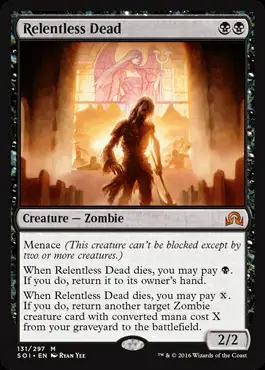 Relentless Dead
Creature — Zombie
Menace (This creature can't be blocked except by
two or more creatures.)
When Relentless Dead dies, you may pay .
If you do, return it to its owner's hand.
When Relentless Dead dies, you may pay X.
If you do, return another target Zombie
creature card with converted mana cost X
from your graveyard to the battlefield.
2/2
131/297 M
SOI • EN Ryan Yee
™ & © 2016 Wizards of the Coast